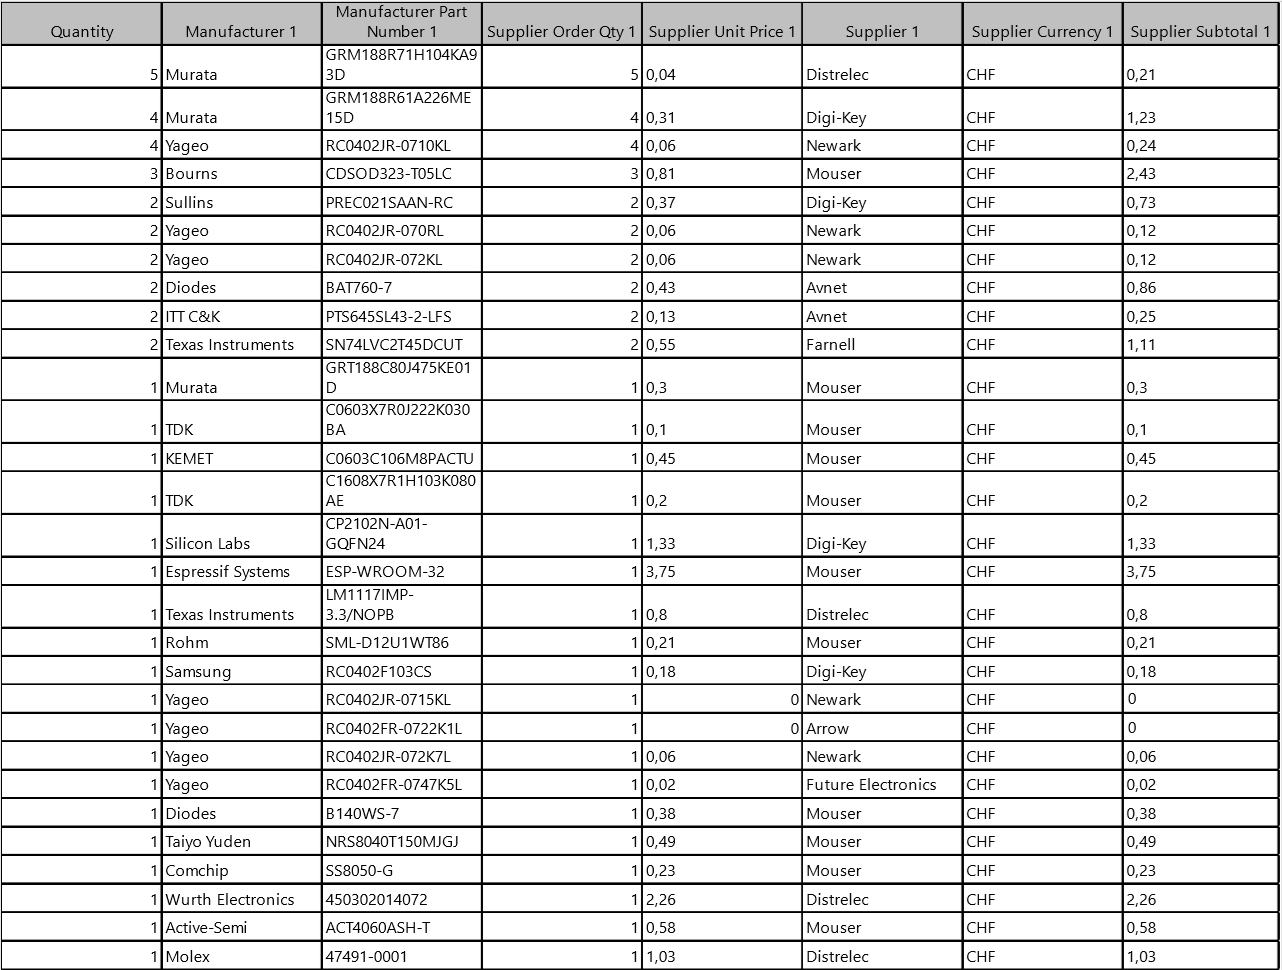 Quantity Manufacturer 1 Manufacturer Part Number 1 Supplier Order Qty 1 Supplier Unit Price 1 Supplier 1 Supplier Currency 1 Supplier Subtotal 1
5 Murata GRM188R71H104KA93D 5 0,04 Distrelec CHF 0,21
4 Murata GRM188R61A226ME15D 4 0,31 Digi-Key CHF 1,23
4 Yageo RC0402JR-0710KL 4 0,06 Newark CHF 0,24
3 Bourns CDSOD323-T05LC 3 0,81 Mouser CHF 2,43
2 Sullins PREC021SAAN-RC 2 0,37 Digi-Key CHF 0,73
2 Yageo RC0402JR-070RL 2 0,06 Newark CHF 0,12
2 Yageo RC0402JR-072KL 2 0,06 Newark CHF 0,12
2 Diodes BAT760-7 2 0,43 Avnet CHF 0,86
2 ITT C&K PTS645SL43-2-LFS 2 0,13 Avnet CHF 0,25
2 Texas Instruments SN74LVC2T45DCUT 2 0,55 Farnell CHF 1,11
1 Murata GRT188C80J475KE01D 1 0,3 Mouser CHF 0,3
1 TDK C0603X7R0J222K030BA 1 0,1 Mouser CHF 0,1
1 KEMET C0603C106M8PACTU 1 0,45 Mouser CHF 0,45
1 TDK C1608X7R1H103K080AE 1 0,2 Mouser CHF 0,2
1 Silicon Labs CP2102N-A01-GQFN24 1 1,33 Digi-Key CHF 1,33
1 Espressif Systems ESP-WROOM-32 1 3,75 Mouser CHF 3,75
1 Texas Instruments LM1117IMP-3.3/NOPB 1 0,8 Distrelec CHF 0,8
1 Rohm SML-D12U1WT86 1 0,21 Mouser CHF 0,21
1 Samsung RC0402F103CS 1 0,18 Digi-Key CHF 0,18
1 Yageo RC0402JR-0715KL 1 0 Newark CHF 0
1 Yageo RC0402FR-0722K1L 1 0 Arrow CHF 0
1 Yageo RC0402JR-072K7L 1 0,06 Newark CHF 0,06
1 Yageo RC0402FR-0747K5L 1 0,02 Future Electronics CHF 0,02
1 Diodes B140WS-7 1 0,38 Mouser CHF 0,38
1 Taiyo Yuden NRS8040T150MJGJ 1 0,49 Mouser CHF 0,49
1 Comchip SS8050-G 1 0,23 Mouser CHF 0,23
1 Wurth Electronics 450302014072 1 2,26 Distrelec CHF 2,26
1 Active-Semi ACT4060ASH-T 1 0,58 Mouser CHF 0,58
1 Molex 47491-0001 1 1,03 Distrelec CHF 1,03